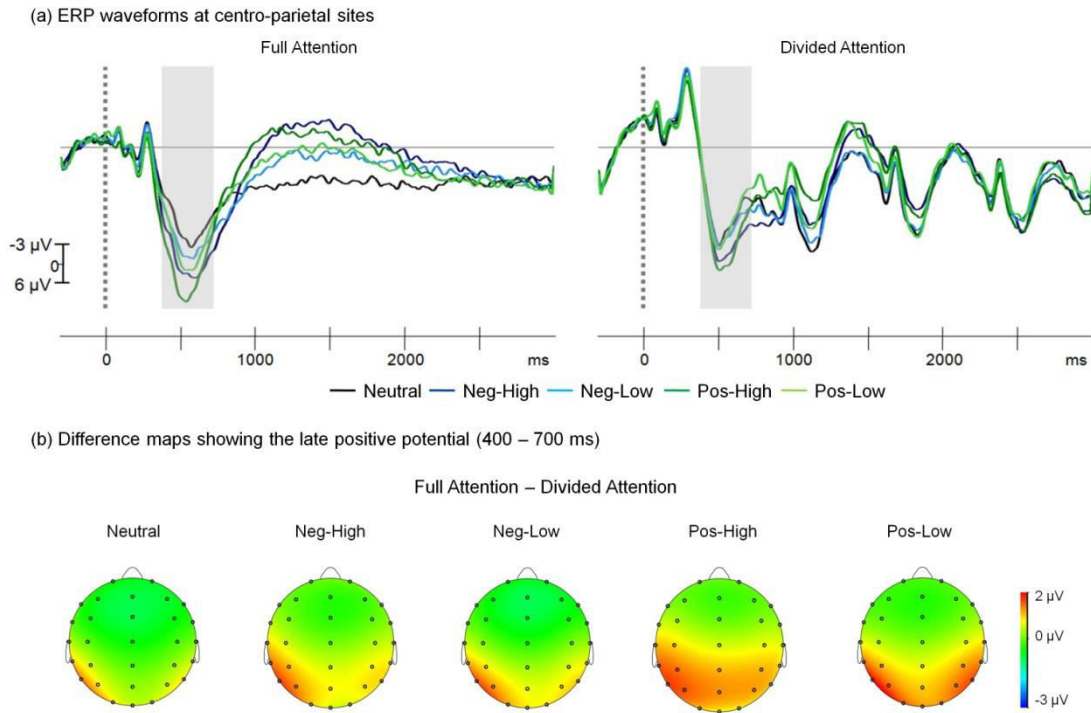 (a) ERP waveforms at centro-parietal sites
Full Attention
Divided Attention
-3 µV
0
6 µV
0
1000
2000
ms
0
1000
2000
ms
Neutral
Neg-High
Neg-Low
Pos-High
Pos-Low
(b) Difference maps showing the late positive potential (400 – 700 ms)
Full Attention – Divided Attention
Neutral
Neg-High
Neg-Low
Pos-High
Pos-Low
2 µV
0 µV
-3 µV